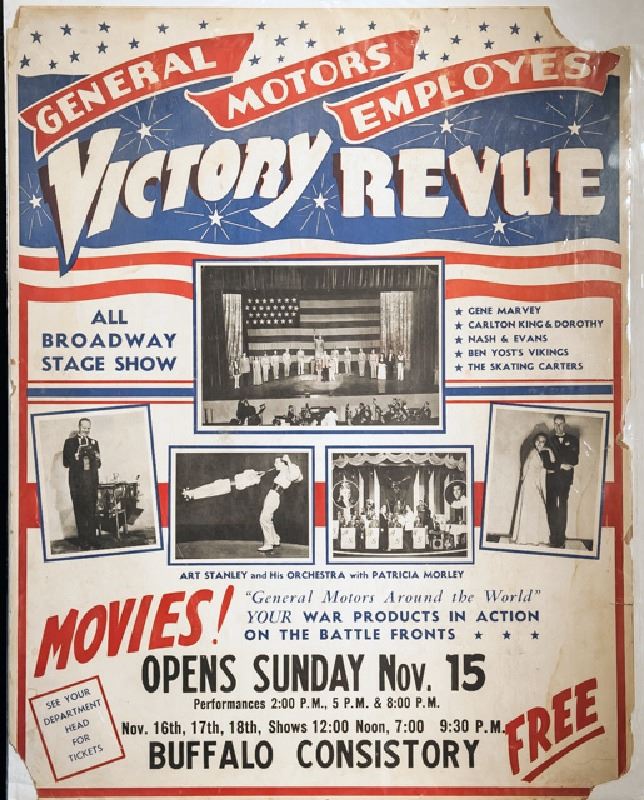 GENERAL MOTORS EMPLOYES
VICTORY REVUE
ALL
BROADWAY
STAGE SHOW
★ GENE MARVEY
★ CARLTON KING & DOROTHY
★ NASH & EVANS
★ BEN YOST'S VIKINGS
★ THE SKATING CARTERS
ART STANLEY and His ORCHESTRA with PATRICIA MORLEY
MOVIES!
"General Motors Around the World"
YOUR WAR PRODUCTS IN ACTION
ON THE BATTLE FRONTS ★ ★ ★
OPENS SUNDAY Nov. 15
Performances 2:00 P.M., 5 P.M. & 8:00 P.M.
SEE YOUR
DEPARTMENT
HEAD
FOR
TICKETS
Nov. 16th, 17th, 18th, Shows 12:00 Noon, 7:00 9:30 P.M.
BUFFALO CONSISTORY
FREE